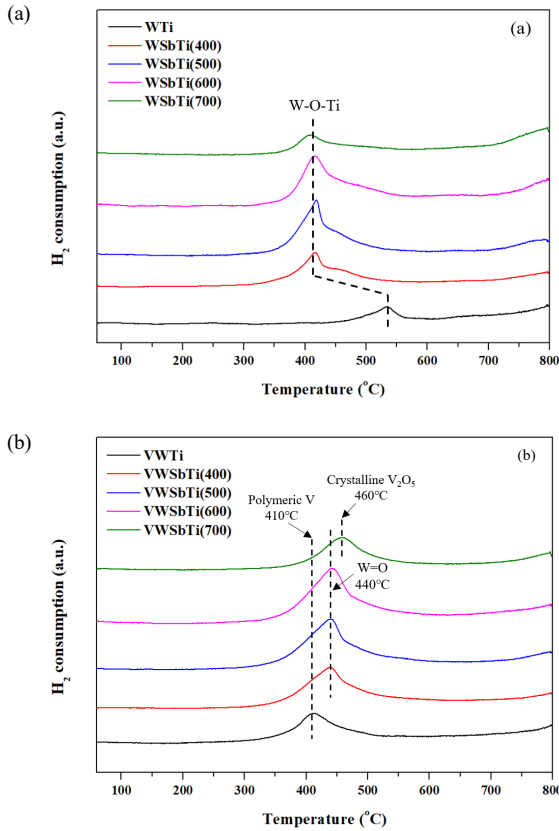 (a)
(a)
WTi
WSbTi(400)
WSbTi(500)
WSbTi(600)
WSbTi(700)
W-O-Ti
H₂ consumption (a.u.)
100 200 300 400 500 600 700 800
Temperature (°C)
(b)
(b)
VWTi
VWSbTi(400)
VWSbTi(500)
VWSbTi(600)
VWSbTi(700)
Polymeric V
410℃
Crystalline V₂O₅
460℃
W=O
440℃
H₂ consumption (a.u.)
100 200 300 400 500 600 700 800
Temperature (°C)